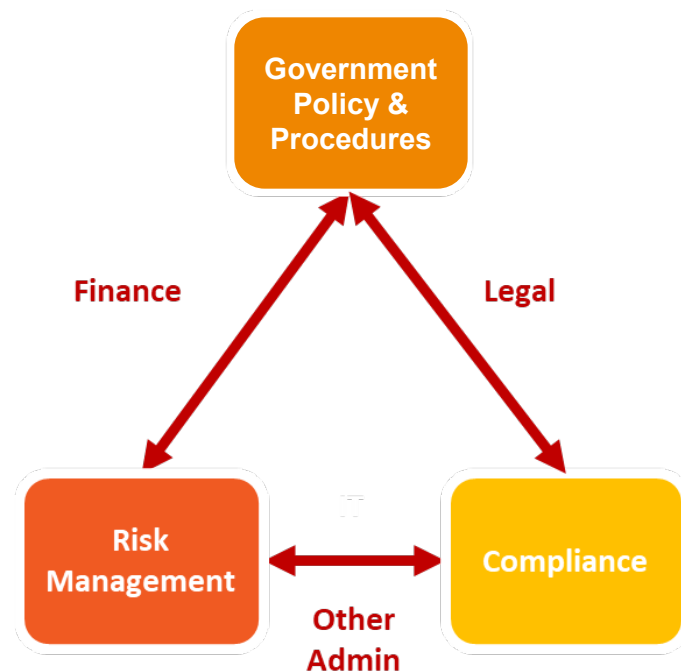 Government
Policy &
Procedures
Finance
Legal
Risk
Management
Compliance
Other
Admin